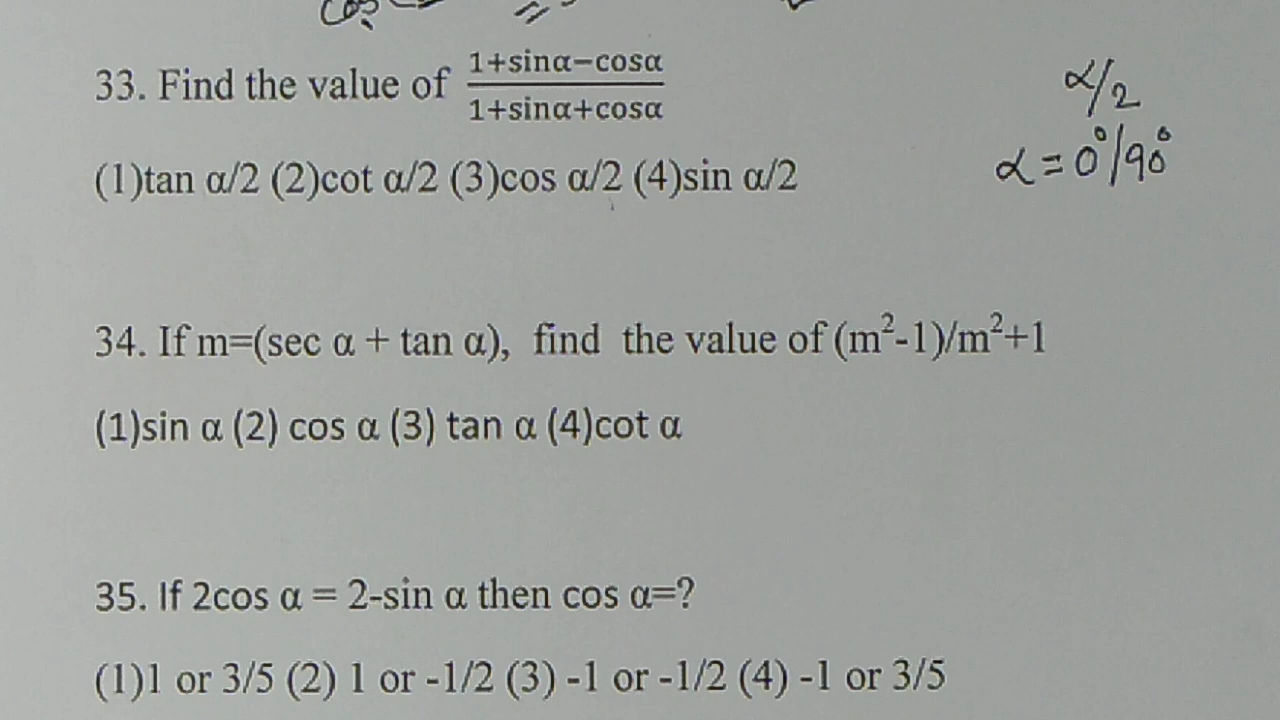 cos
33. Find the value of (1+sinα−cosα)/(1+sinα+cosα)
α/2
α = 0°/90°
(1)tan α/2 (2)cot α/2 (3)cos α/2 (4)sin α/2
34. If m=(sec α + tan α), find the value of (m²-1)/m²+1
(1)sin α (2) cos α (3) tan α (4)cot α
35. If 2cos α = 2-sin α then cos α=?
(1)1 or 3/5 (2) 1 or -1/2 (3) -1 or -1/2 (4) -1 or 3/5